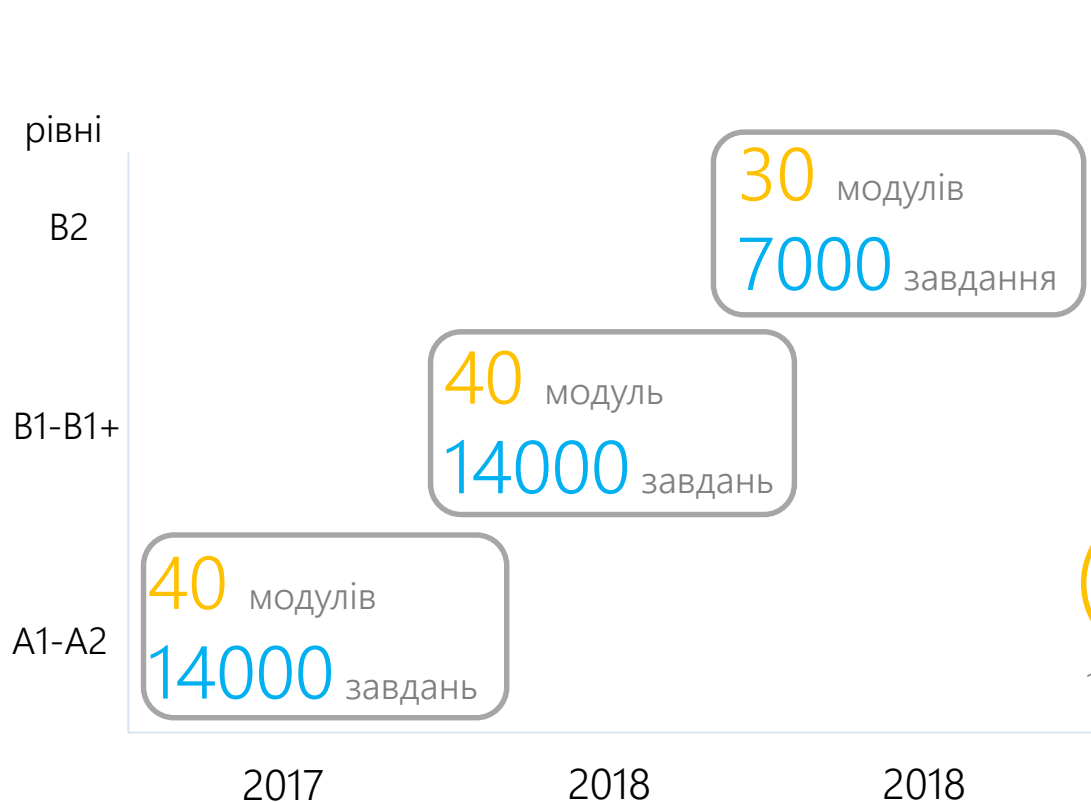 рівні
B2
30 модулів
7000 завдання
B1-B1+
40 модуль
14000 завдань
A1-A2
40 модулів
14000 завдань
2017
2018
2018